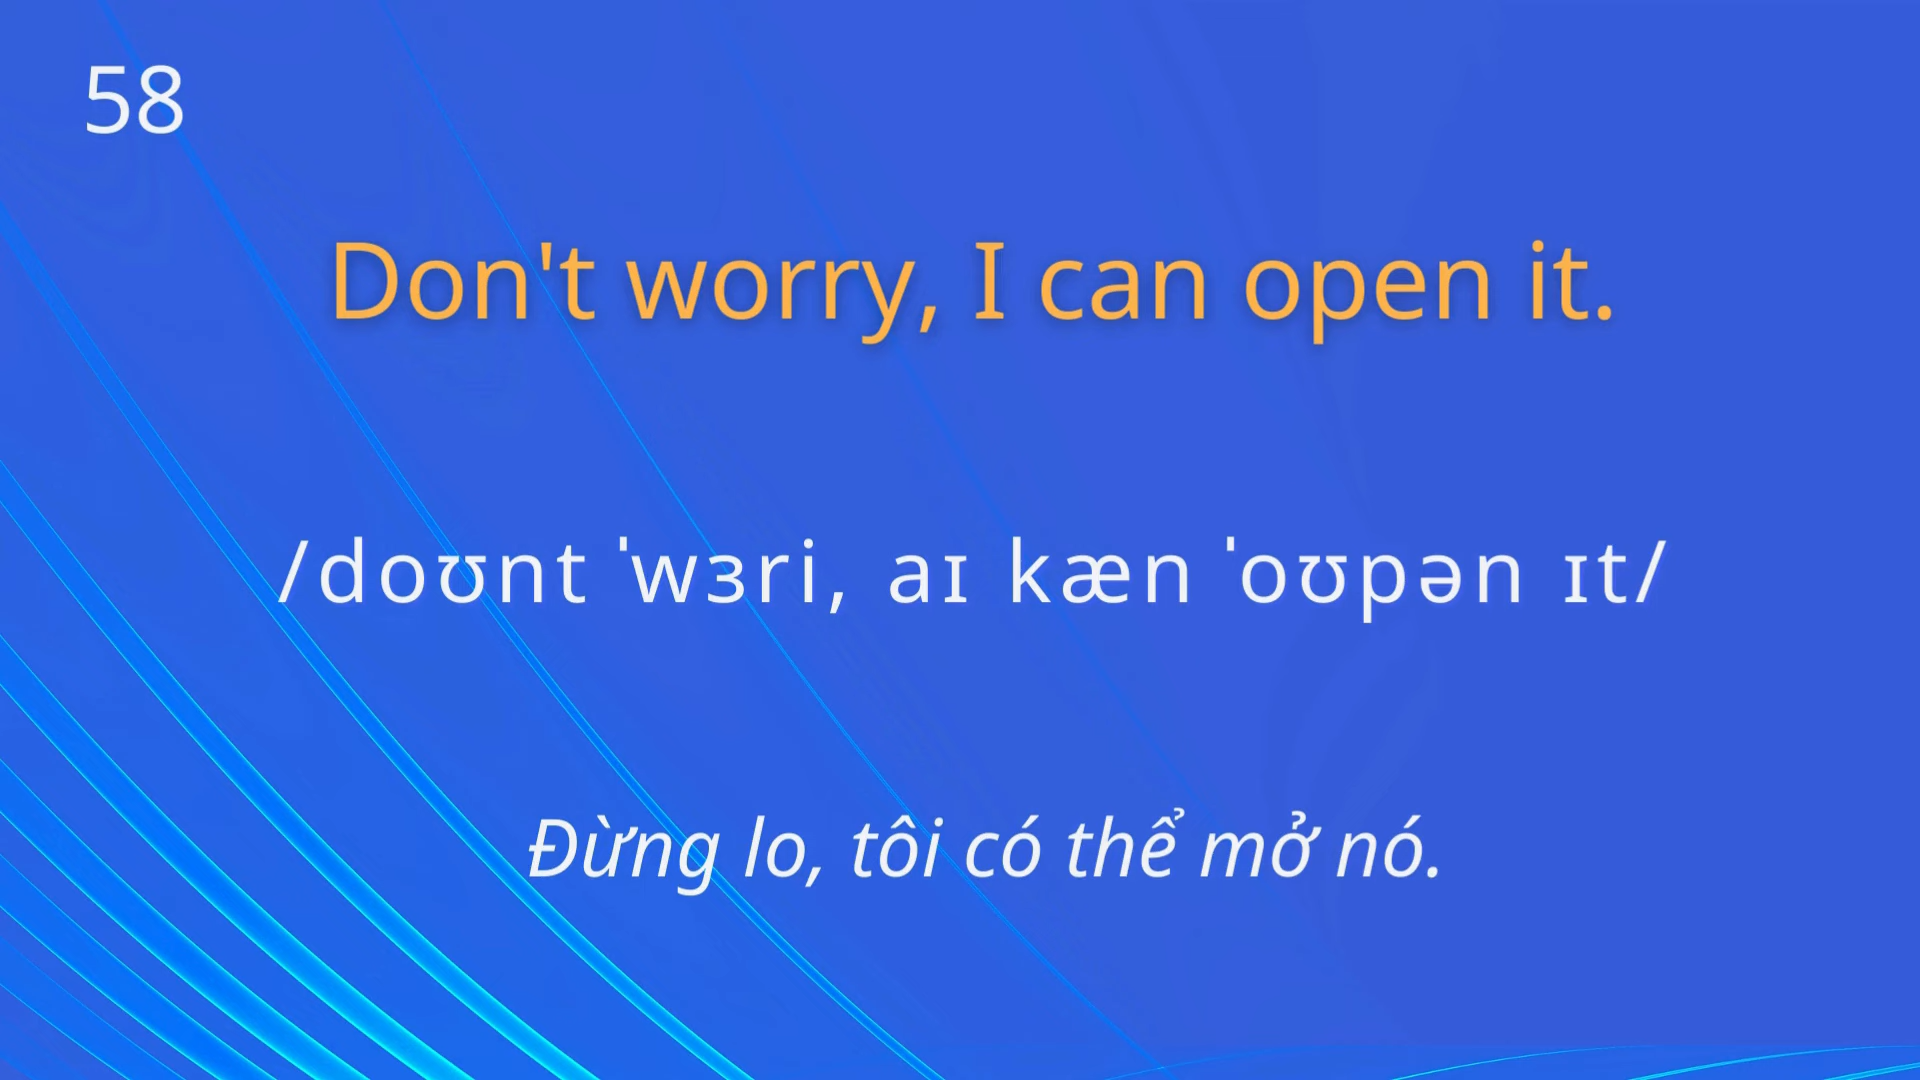 58
Don't worry, I can open it.
/doʊnt ˈwɜri, aɪ kæn ˈoʊpən ɪt/
Đừng lo, tôi có thể mở nó.